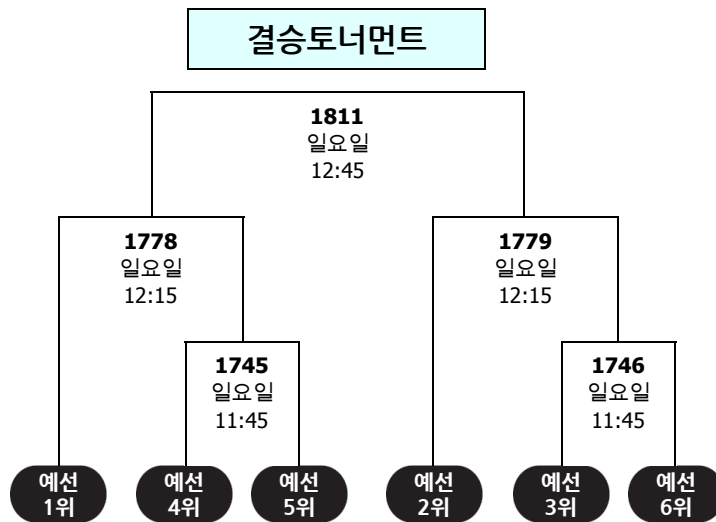 결승토너먼트
1811
일요일
12:45
1778
일요일
12:15
1779
일요일
12:15
1745
일요일
11:45
1746
일요일
11:45
예선
1위
예선
4위
예선
5위
예선
2위
예선
3위
예선
6위